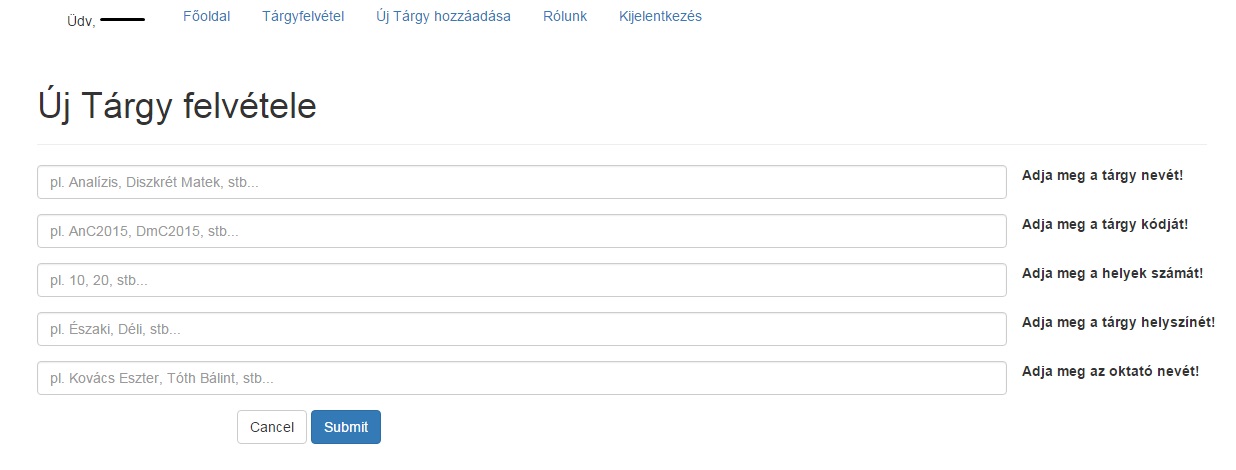 Üdv,
Főoldal Tárgyfelvétel Új Tárgy hozzáadása Rólunk Kijelentkezés
Új Tárgy felvétele
pl. Analízis, Diszkrét Matek, stb... Adja meg a tárgy nevét!
pl. AnC2015, DmC2015, stb... Adja meg a tárgy kódját!
pl. 10, 20, stb... Adja meg a helyek számát!
pl. Északi, Déli, stb... Adja meg a tárgy helyszínét!
pl. Kovács Eszter, Tóth Bálint, stb... Adja meg az oktató nevét!
Cancel Submit